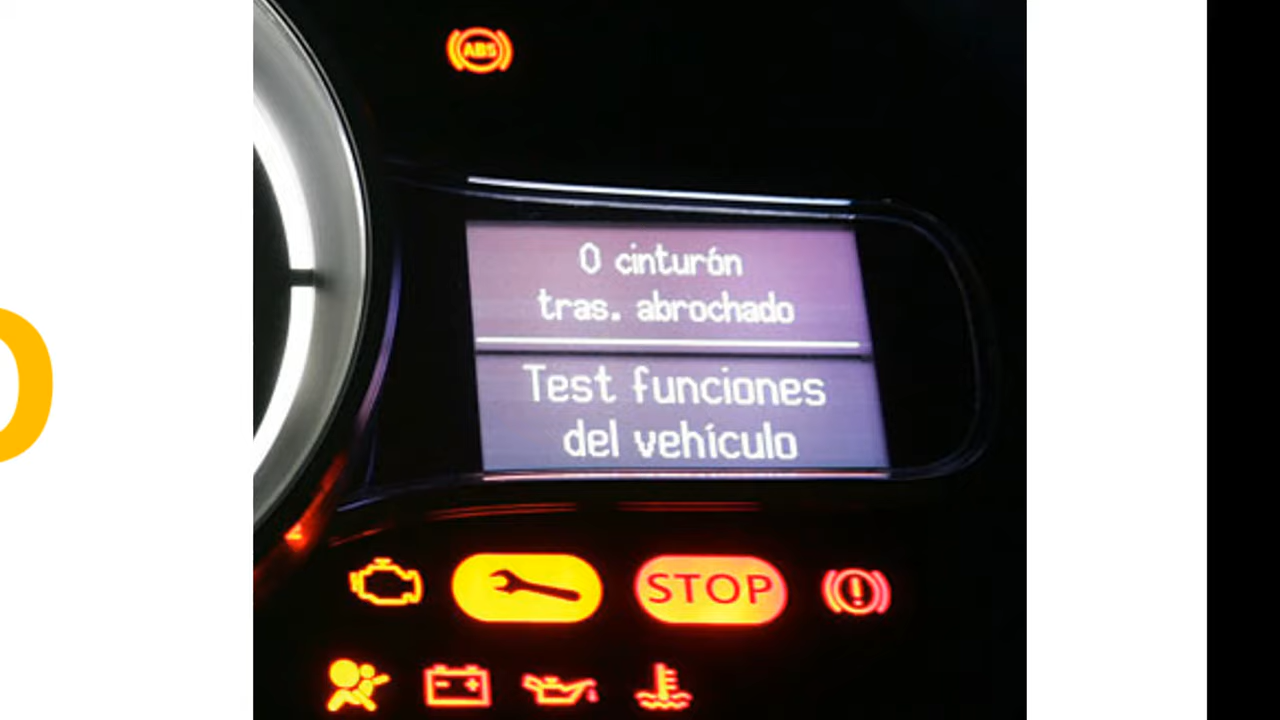 ABS
0 cinturón
tras. abrochado
Test funciones
del vehículo
STOP